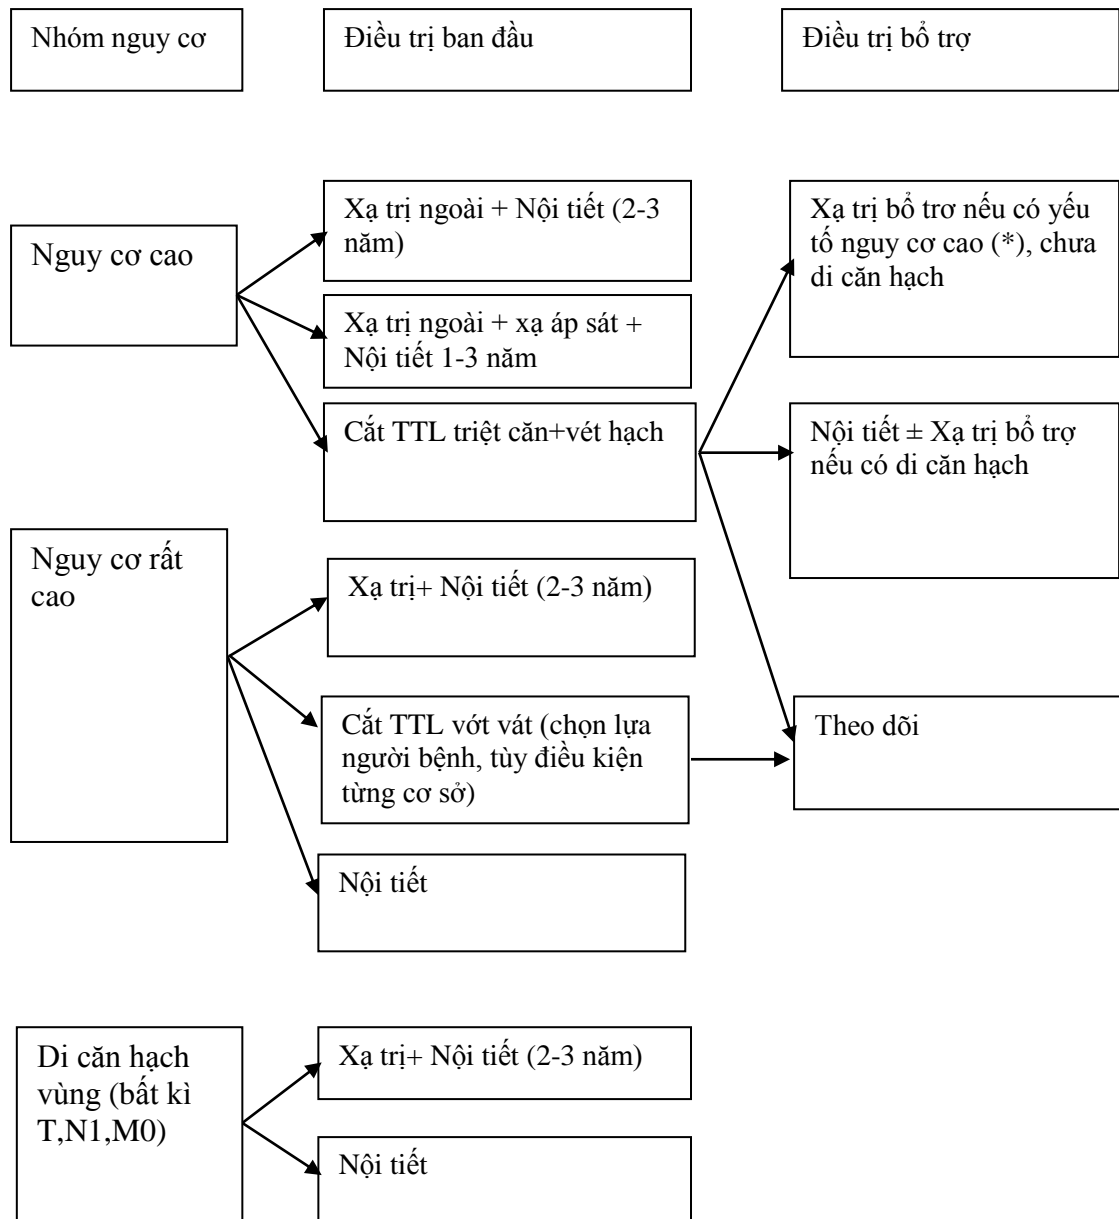 Nhóm nguy cơ
Điều trị ban đầu
Điều trị bổ trợ
Nguy cơ cao
Xạ trị ngoài + Nội tiết (2-3
năm)
Xạ trị ngoài + xạ áp sát +
Nội tiết 1-3 năm
Cắt TTL triệt căn+vét hạch
Xạ trị bổ trơ nếu có yếu
tố nguy cơ cao (*), chưa
di căn hạch
Nội tiết ± Xạ trị bổ trợ
nếu có di căn hạch
Nguy cơ rất
cao
Xạ trị+ Nội tiết (2-3 năm)
Cắt TTL vớt vát (chọn lựa
người bệnh, tùy điều kiện
từng cơ sở)
Nội tiết
Theo dõi
Di căn hạch
vùng (bất kì
T,N1,M0)
Xạ trị+ Nội tiết (2-3 năm)
Nội tiết